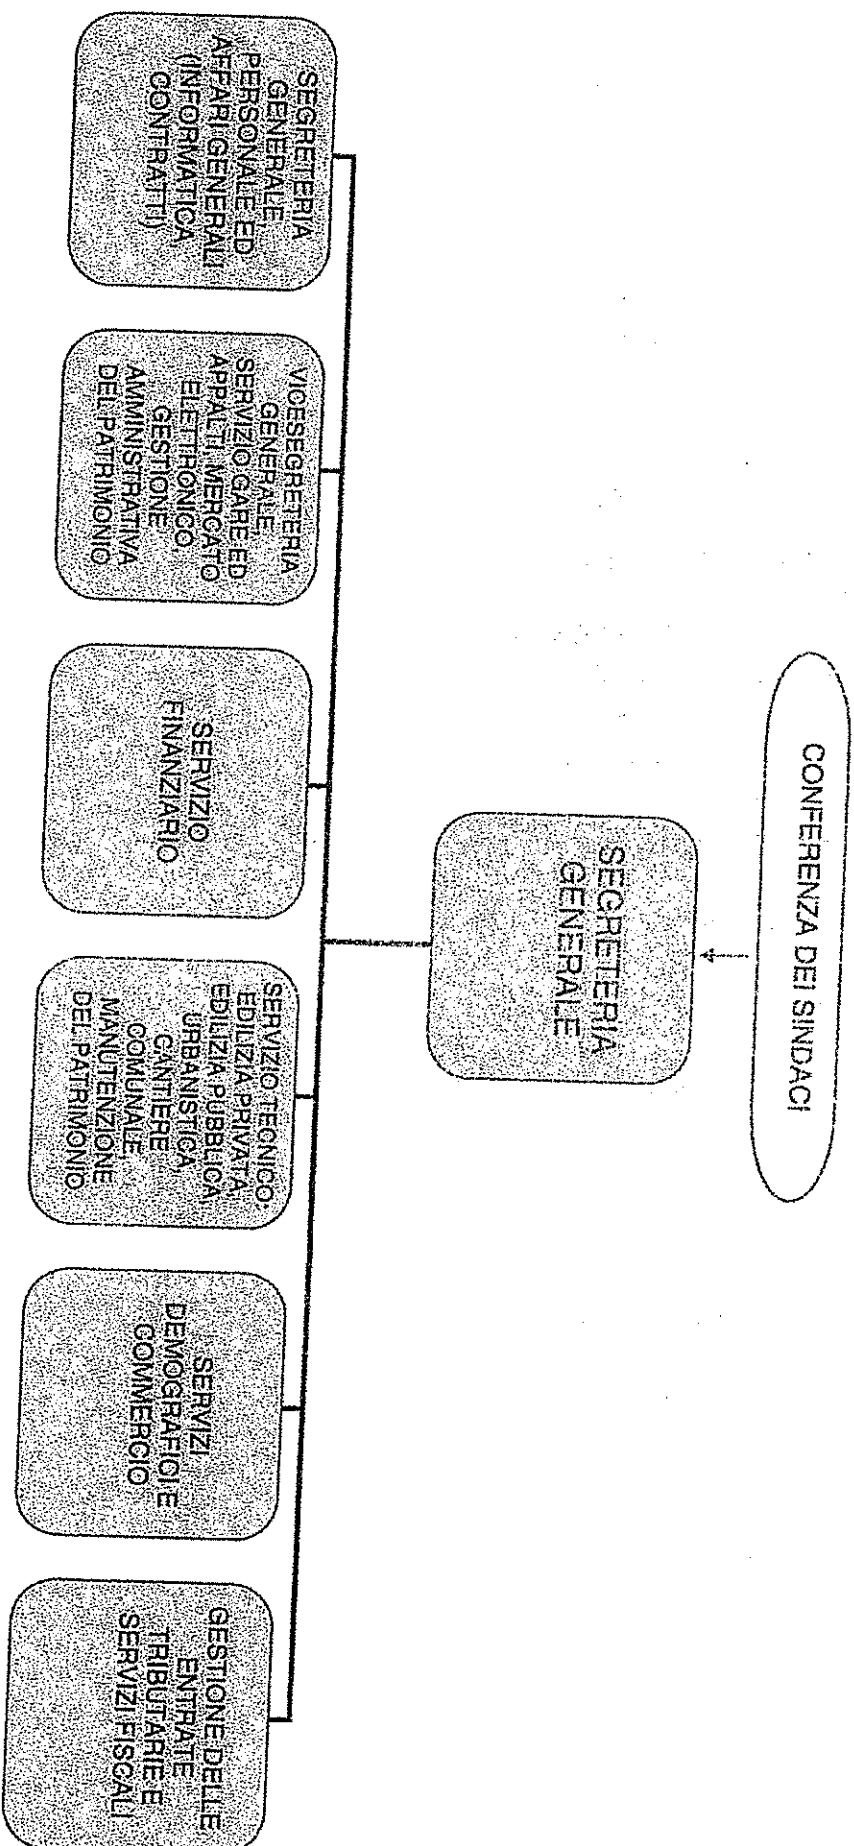 CONFERENZA DEI SINDACI
SEGRETERIA
GENERALE
SEGRETERIA
GENERALE
PERSONALE ED
AFFARI GENERALI
(INFORMATICA
CONTRATTI)
VICESEGRETERIA
GENERALE
SERVIZIO GARE ED
APPALTI, MERCATO
ELETTRONICO,
GESTIONE
AMMINISTRATIVA
DEL PATRIMONIO
SERVIZIO
FINANZIARIO
SERVIZIO TECNICO:
EDILIZIA PRIVATA,
EDILIZIA PUBBLICA,
URBANISTICA
CANTIERE
COMUNALE
MANUTENZIONE
DEL PATRIMONIO
SERVIZI
DEMOGRAFICI E
COMMERCIO
GESTIONE DELLE
ENTRATE
TRIBUTARIE E
SERVIZI FISCALI